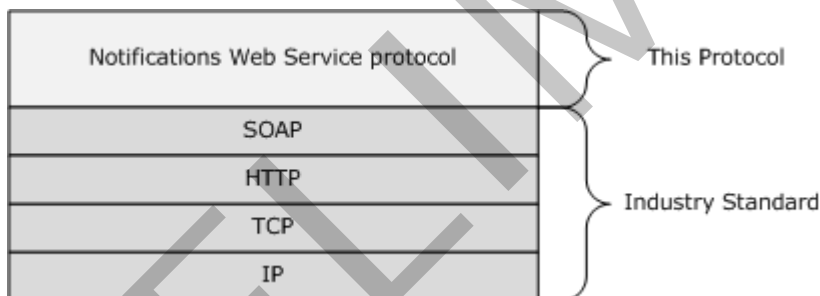 Notifications Web Service protocol
This Protocol
SOAP
HTTP
TCP
IP
Industry Standard